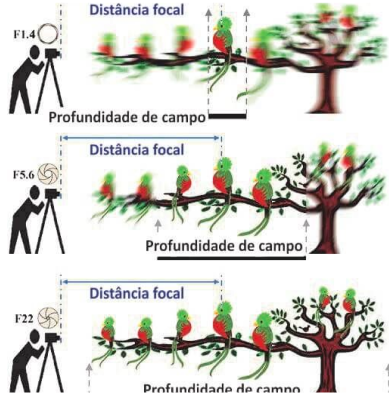 Distância focal
F1.4
Profundidade de campo
Distância focal
F5.6
Profundidade de campo
Distância focal
F22
Profundidade de campo